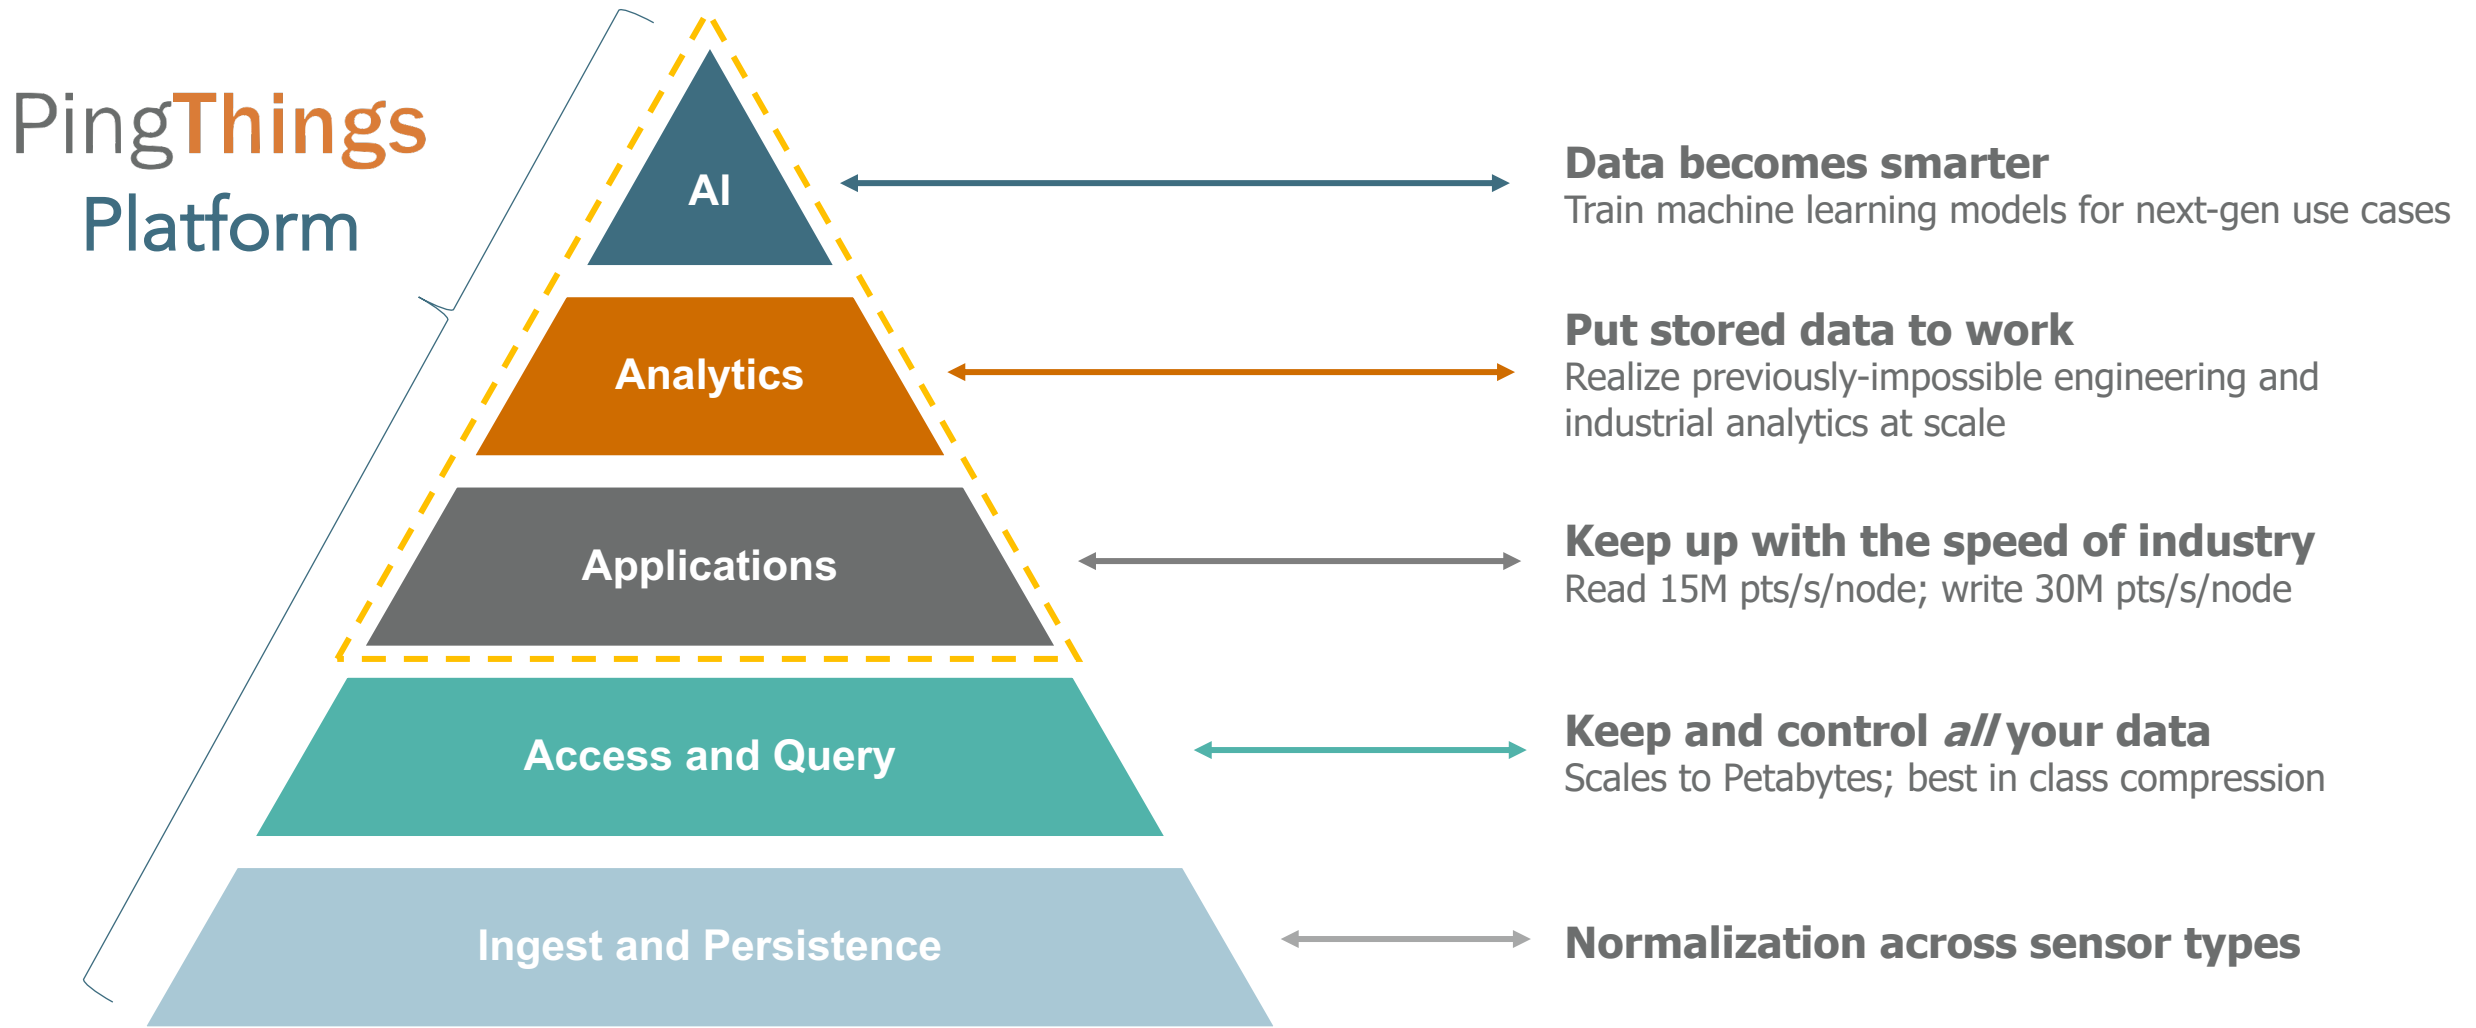 PingThings
Platform
AI
Data becomes smarter
Train machine learning models for next-gen use cases
Analytics
Put stored data to work
Realize previously-impossible engineering and
industrial analytics at scale
Applications
Keep up with the speed of industry
Read 15M pts/s/node; write 30M pts/s/node
Access and Query
Keep and control all your data
Scales to Petabytes; best in class compression
Ingest and Persistence
Normalization across sensor types